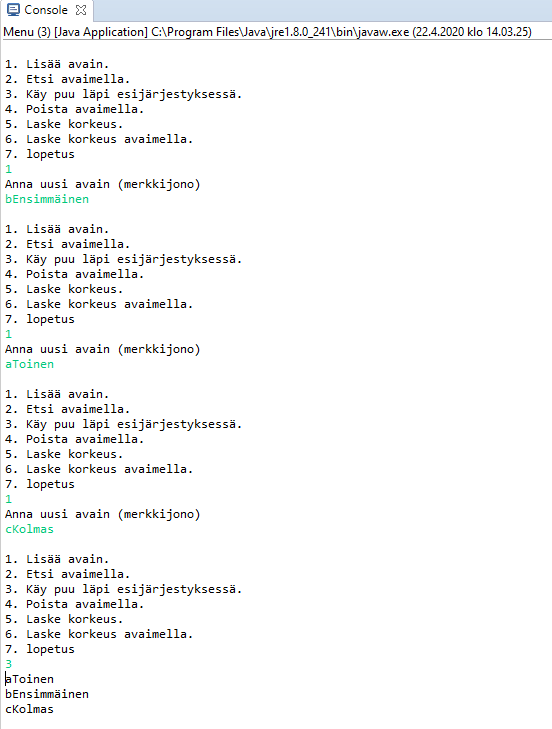 Console
Menu (3) [Java Application] C:\Program Files\Java\jre1.8.0_241\bin\javaw.exe (22.4.2020 klo 14.03.25)
1. Lisää avain.
2. Etsi avaimella.
3. Käy puu läpi esijärjestyksessä.
4. Poista avaimella.
5. Laske korkeus.
6. Laske korkeus avaimella.
7. lopetus
1
Anna uusi avain (merkkijono)
bEnsimmäinen
1. Lisää avain.
2. Etsi avaimella.
3. Käy puu läpi esijärjestyksessä.
4. Poista avaimella.
5. Laske korkeus.
6. Laske korkeus avaimella.
7. lopetus
1
Anna uusi avain (merkkijono)
aToinen
1. Lisää avain.
2. Etsi avaimella.
3. Käy puu läpi esijärjestyksessä.
4. Poista avaimella.
5. Laske korkeus.
6. Laske korkeus avaimella.
7. lopetus
1
Anna uusi avain (merkkijono)
cKolmas
1. Lisää avain.
2. Etsi avaimella.
3. Käy puu läpi esijärjestyksessä.
4. Poista avaimella.
5. Laske korkeus.
6. Laske korkeus avaimella.
7. lopetus
3
aToinen
bEnsimmäinen
cKolmas